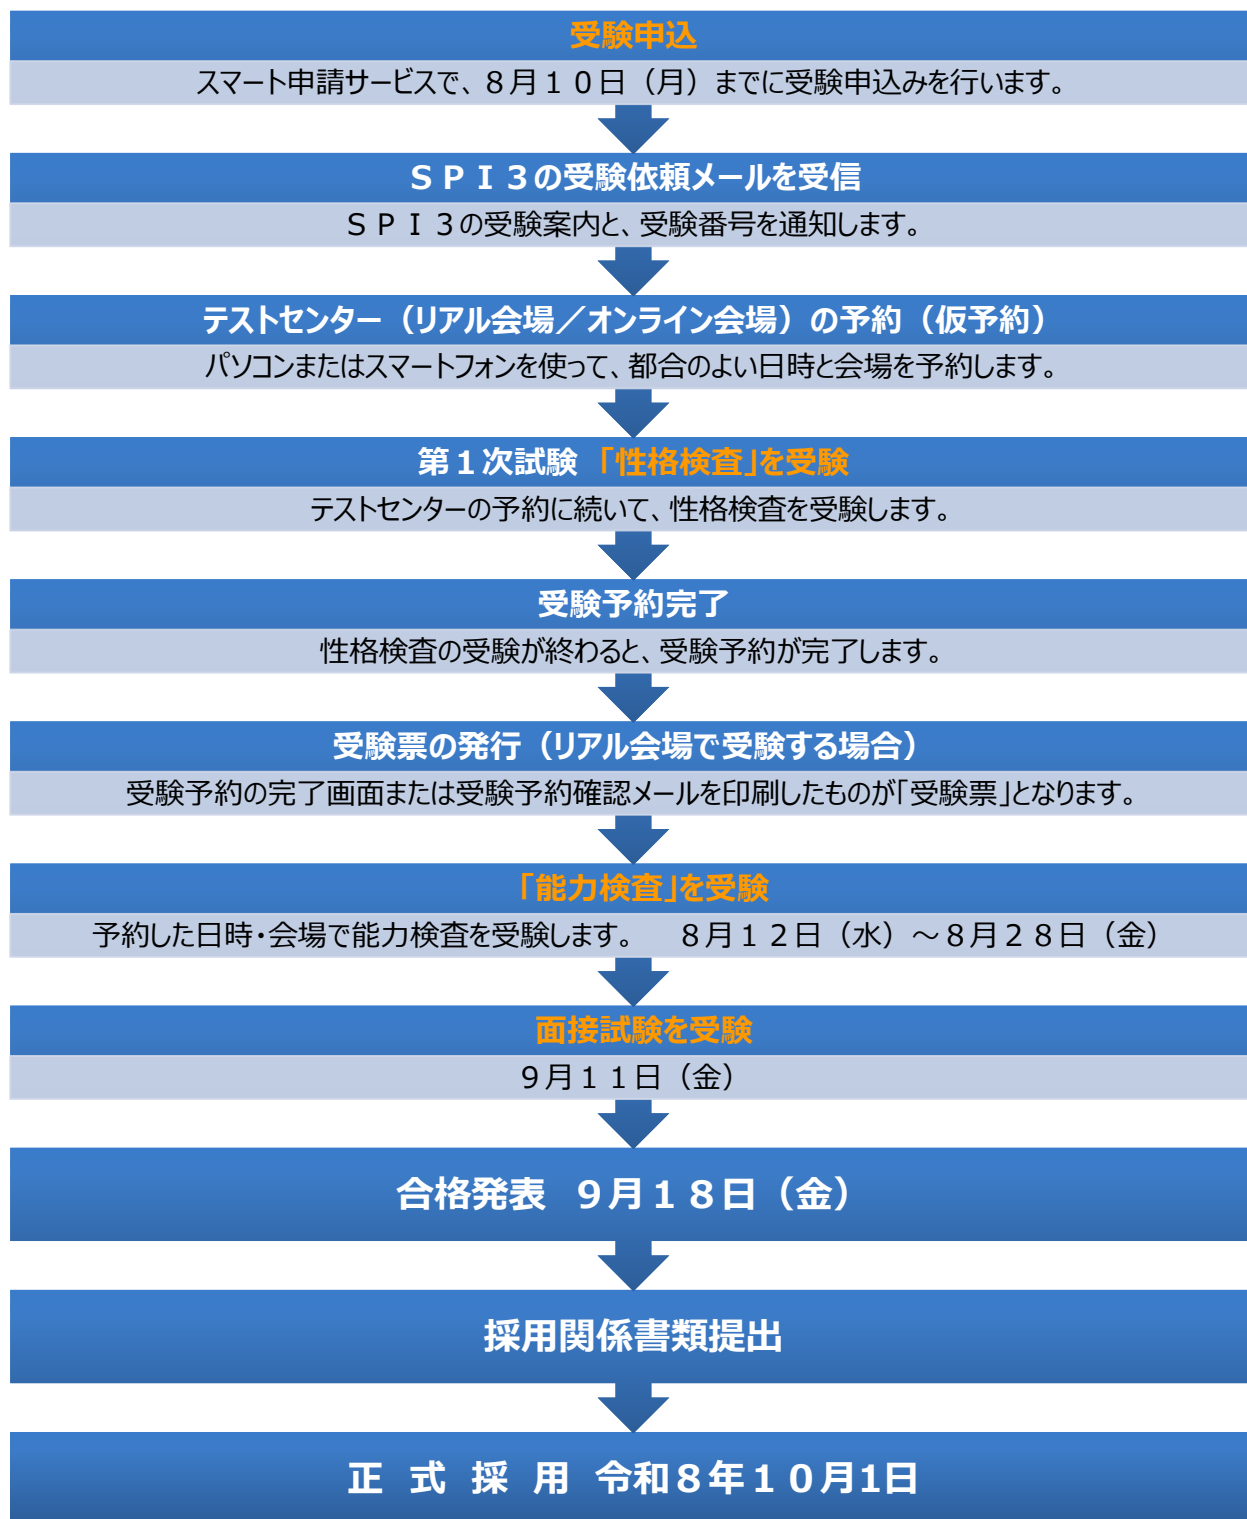 受験申込
スマート申請サービスで、８月１０日（月）までに受験申込みを行います。
ＳＰＩ３の受験依頼メールを受信
ＳＰＩ３の受験案内と、受験番号を通知します。
テストセンター（リアル会場／オンライン会場）の予約（仮予約）
パソコンまたはスマートフォンを使って、都合のよい日時と会場を予約します。
第１次試験 「性格検査」を受験
テストセンターの予約に続いて、性格検査を受験します。
受験予約完了
性格検査の受験が終わると、受験予約が完了します。
受験票の発行（リアル会場で受験する場合）
受験予約の完了画面または受験予約確認メールを印刷したものが「受験票」となります。
「能力検査」を受験
予約した日時・会場で能力検査を受験します。　８月１２日（水）～８月２８日（金）
面接試験を受験
９月１１日（金）
合格発表　９月１８日（金）
採用関係書類提出
正 式 採 用 令和８年１０月1日